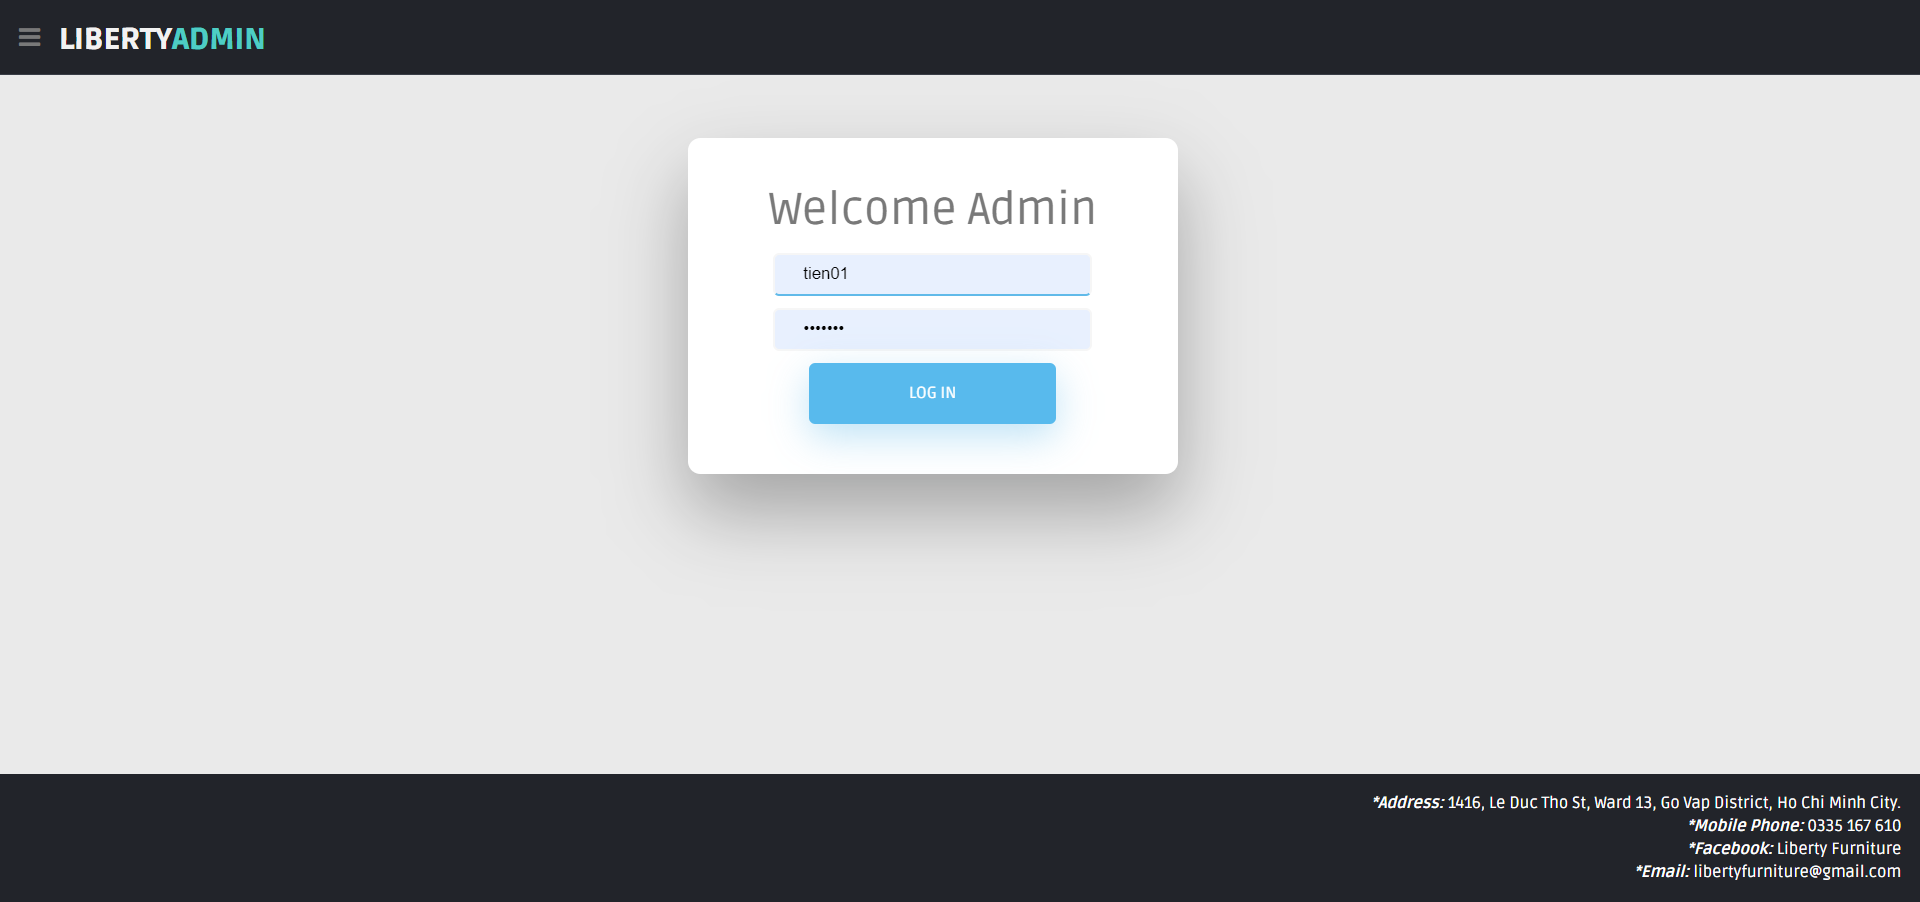 LIBERTYADMIN
Welcome Admin
tien01
•••••••
LOG IN
*Address: 1416, Le Duc Tho St, Ward 13, Go Vap District, Ho Chi Minh City.
*Mobile Phone: 0335 167 610
*Facebook: Liberty Furniture
*Email: libertyfurniture@gmail.com